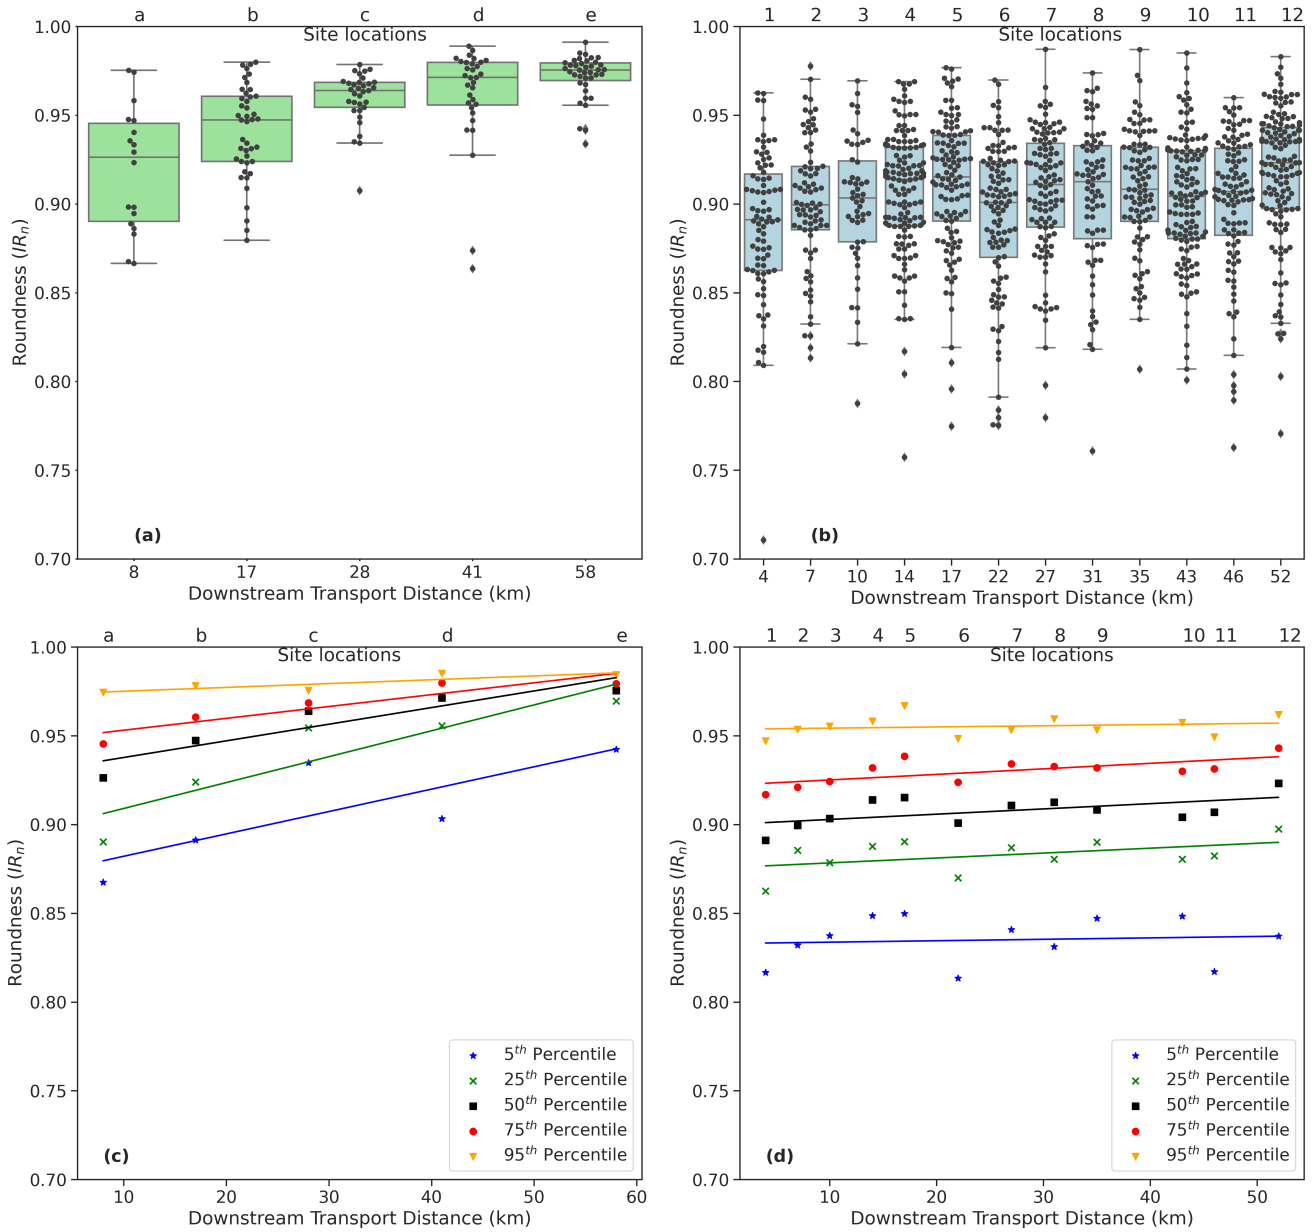 a b c d e
Site locations
1.00
0.95
0.90
0.85
0.80
0.75
0.70
Roundness (IRₙ)
(a)
8 17 28 41 58
Downstream Transport Distance (km)
1 2 3 4 5 6 7 8 9 10 11 12
Site locations
1.00
0.95
0.90
0.85
0.80
0.75
0.70
Roundness (IRₙ)
(b)
4 7 10 14 17 22 27 31 35 43 46 52
Downstream Transport Distance (km)
a b c d e
Site locations
1.00
0.95
0.90
0.85
0.80
0.75
0.70
Roundness (IRₙ)
5ᵗʰ Percentile
25ᵗʰ Percentile
50ᵗʰ Percentile
75ᵗʰ Percentile
95ᵗʰ Percentile
(c)
10 20 30 40 50 60
Downstream Transport Distance (km)
1 2 3 4 5 6 7 8 9 10 11 12
Site locations
1.00
0.95
0.90
0.85
0.80
0.75
0.70
Roundness (IRₙ)
5ᵗʰ Percentile
25ᵗʰ Percentile
50ᵗʰ Percentile
75ᵗʰ Percentile
95ᵗʰ Percentile
(d)
10 20 30 40 50
Downstream Transport Distance (km)